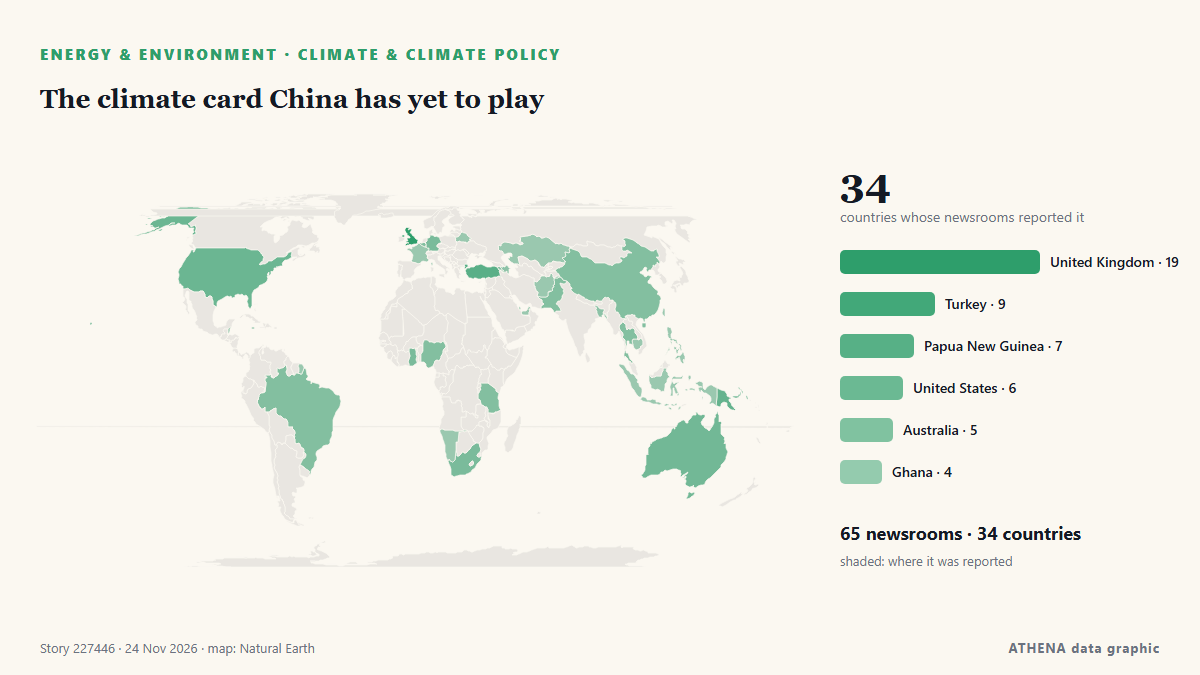 ENERGY & ENVIRONMENT · CLIMATE & CLIMATE POLICY
The climate card China has yet to play
34
countries whose newsrooms reported it
United Kingdom · 19
Turkey · 9
Papua New Guinea · 7
United States · 6
Australia · 5
Ghana · 4
65 newsrooms · 34 countries
shaded: where it was reported
Story 227446 · 24 Nov 2026 · map: Natural Earth
ATHENA data graphic